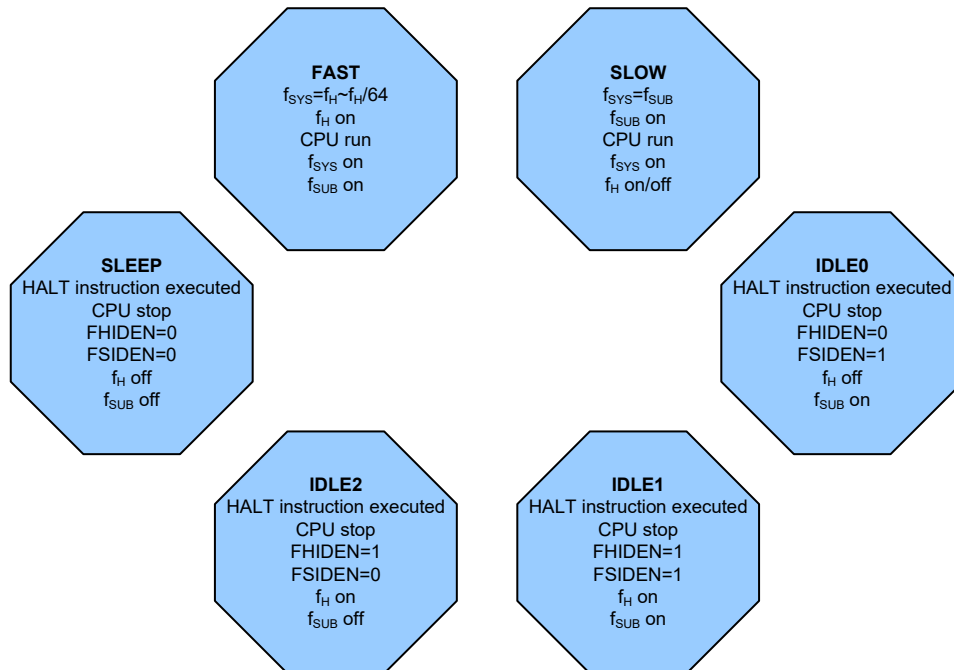 FAST
fSYS=fH~fH/64
fH on
CPU run
fSYS on
fSUB on
SLOW
fSYS=fSUB
fSUB on
CPU run
fSYS on
fH on/off
SLEEP
HALT instruction executed
CPU stop
FHIDEN=0
FSIDEN=0
fH off
fSUB off
IDLE0
HALT instruction executed
CPU stop
FHIDEN=0
FSIDEN=1
fH off
fSUB on
IDLE2
HALT instruction executed
CPU stop
FHIDEN=1
FSIDEN=0
fH on
fSUB off
IDLE1
HALT instruction executed
CPU stop
FHIDEN=1
FSIDEN=1
fH on
fSUB on